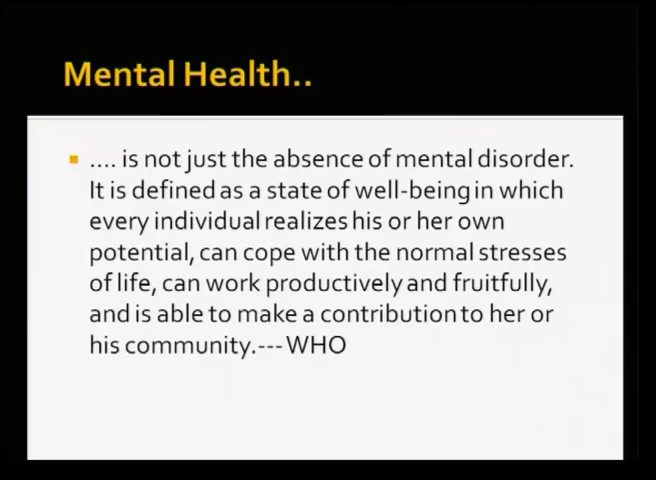 Mental Health..
.... is not just the absence of mental disorder.
It is defined as a state of well-being in which
every individual realizes his or her own
potential, can cope with the normal stresses
of life, can work productively and fruitfully,
and is able to make a contribution to her or
his community.--- WHO